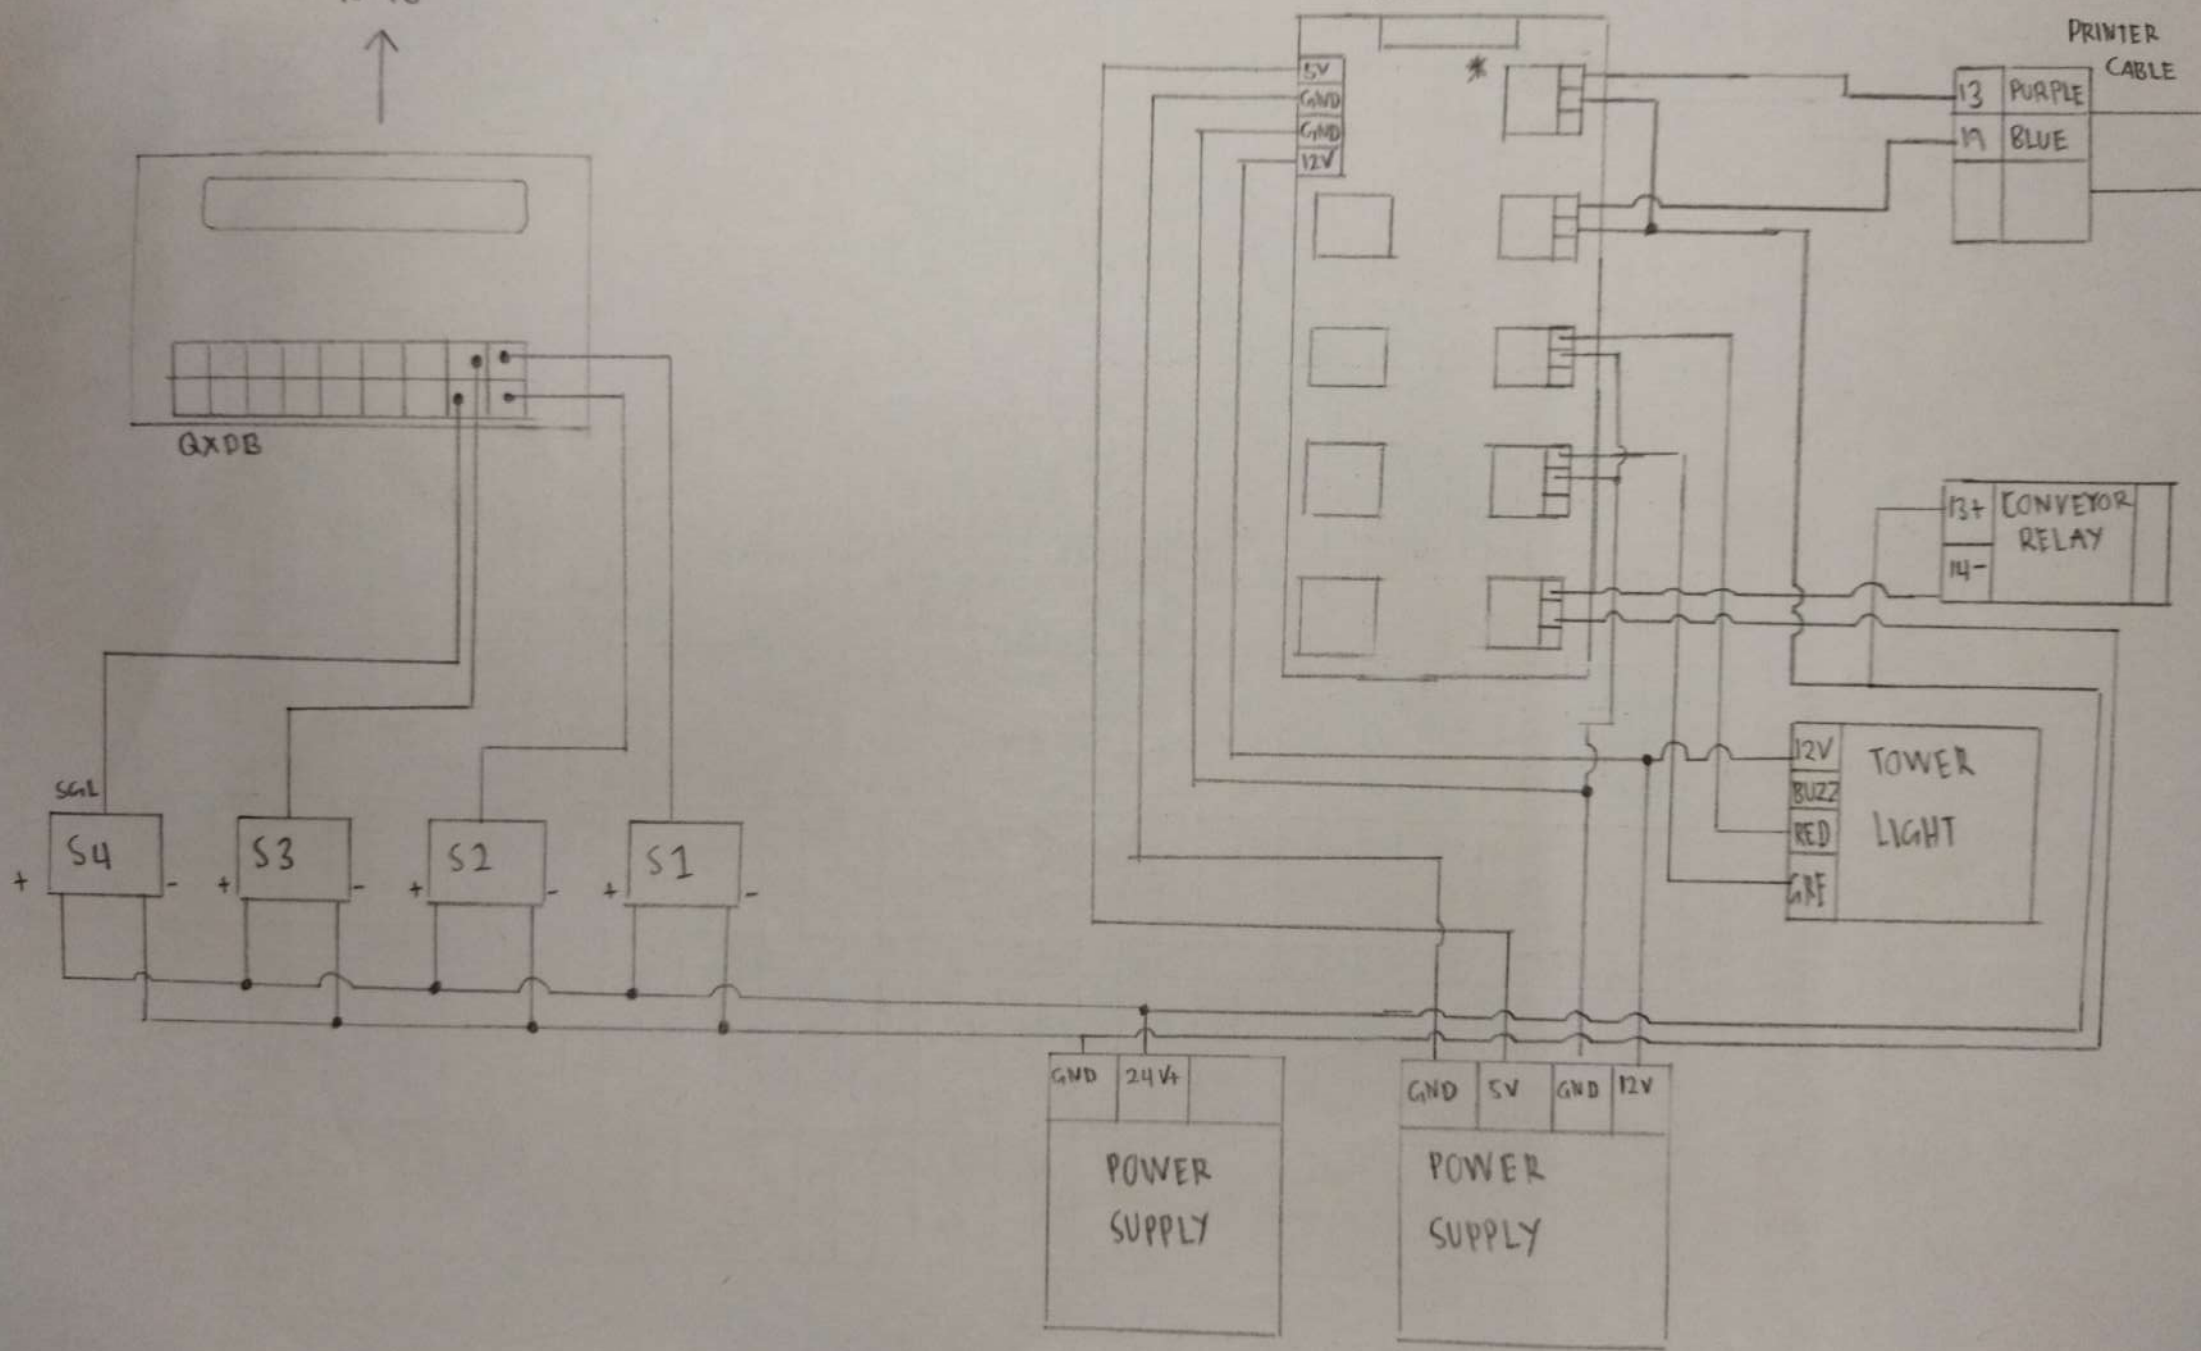 PRINTER
CABLE
5V
GND
GND
12V
*
13 PURPLE
19 BLUE
QXDB
13+ CONVEYOR
RELAY
14-
12V TOWER
BUZZ
RED LIGHT
GRE
SGL
S4
+ -
S3
+ -
S2
+ -
S1
+ -
GND 24V+
POWER
SUPPLY
GND 5V GND 12V
POWER
SUPPLY